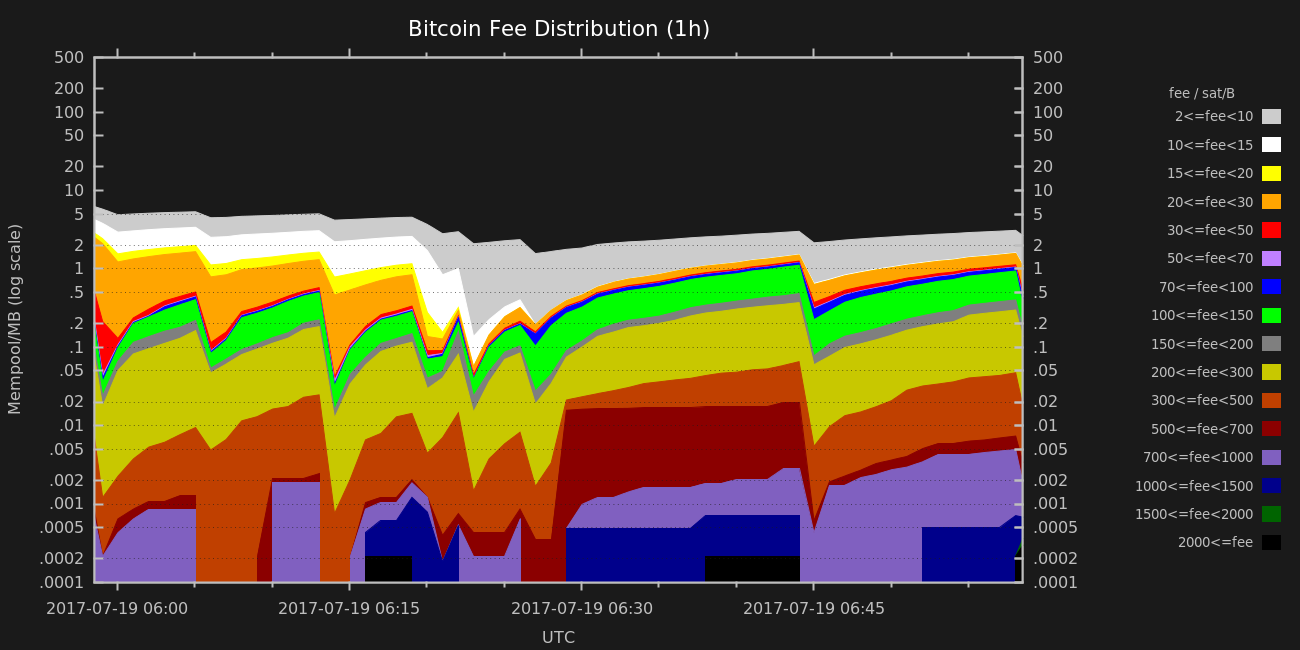 Bitcoin Fee Distribution (1h)
Mempool/MB (log scale)
500
200
100
50
20
10
5
2
1
.5
.2
.1
.05
.02
.01
.005
.002
.001
.0005
.0002
.0001
500
200
100
50
20
10
5
2
1
.5
.2
.1
.05
.02
.01
.005
.002
.001
.0005
.0002
.0001
2017-07-19 06:00
2017-07-19 06:15
2017-07-19 06:30
2017-07-19 06:45
UTC
fee / sat/B
2<=fee<10
10<=fee<15
15<=fee<20
20<=fee<30
30<=fee<50
50<=fee<70
70<=fee<100
100<=fee<150
150<=fee<200
200<=fee<300
300<=fee<500
500<=fee<700
700<=fee<1000
1000<=fee<1500
1500<=fee<2000
2000<=fee